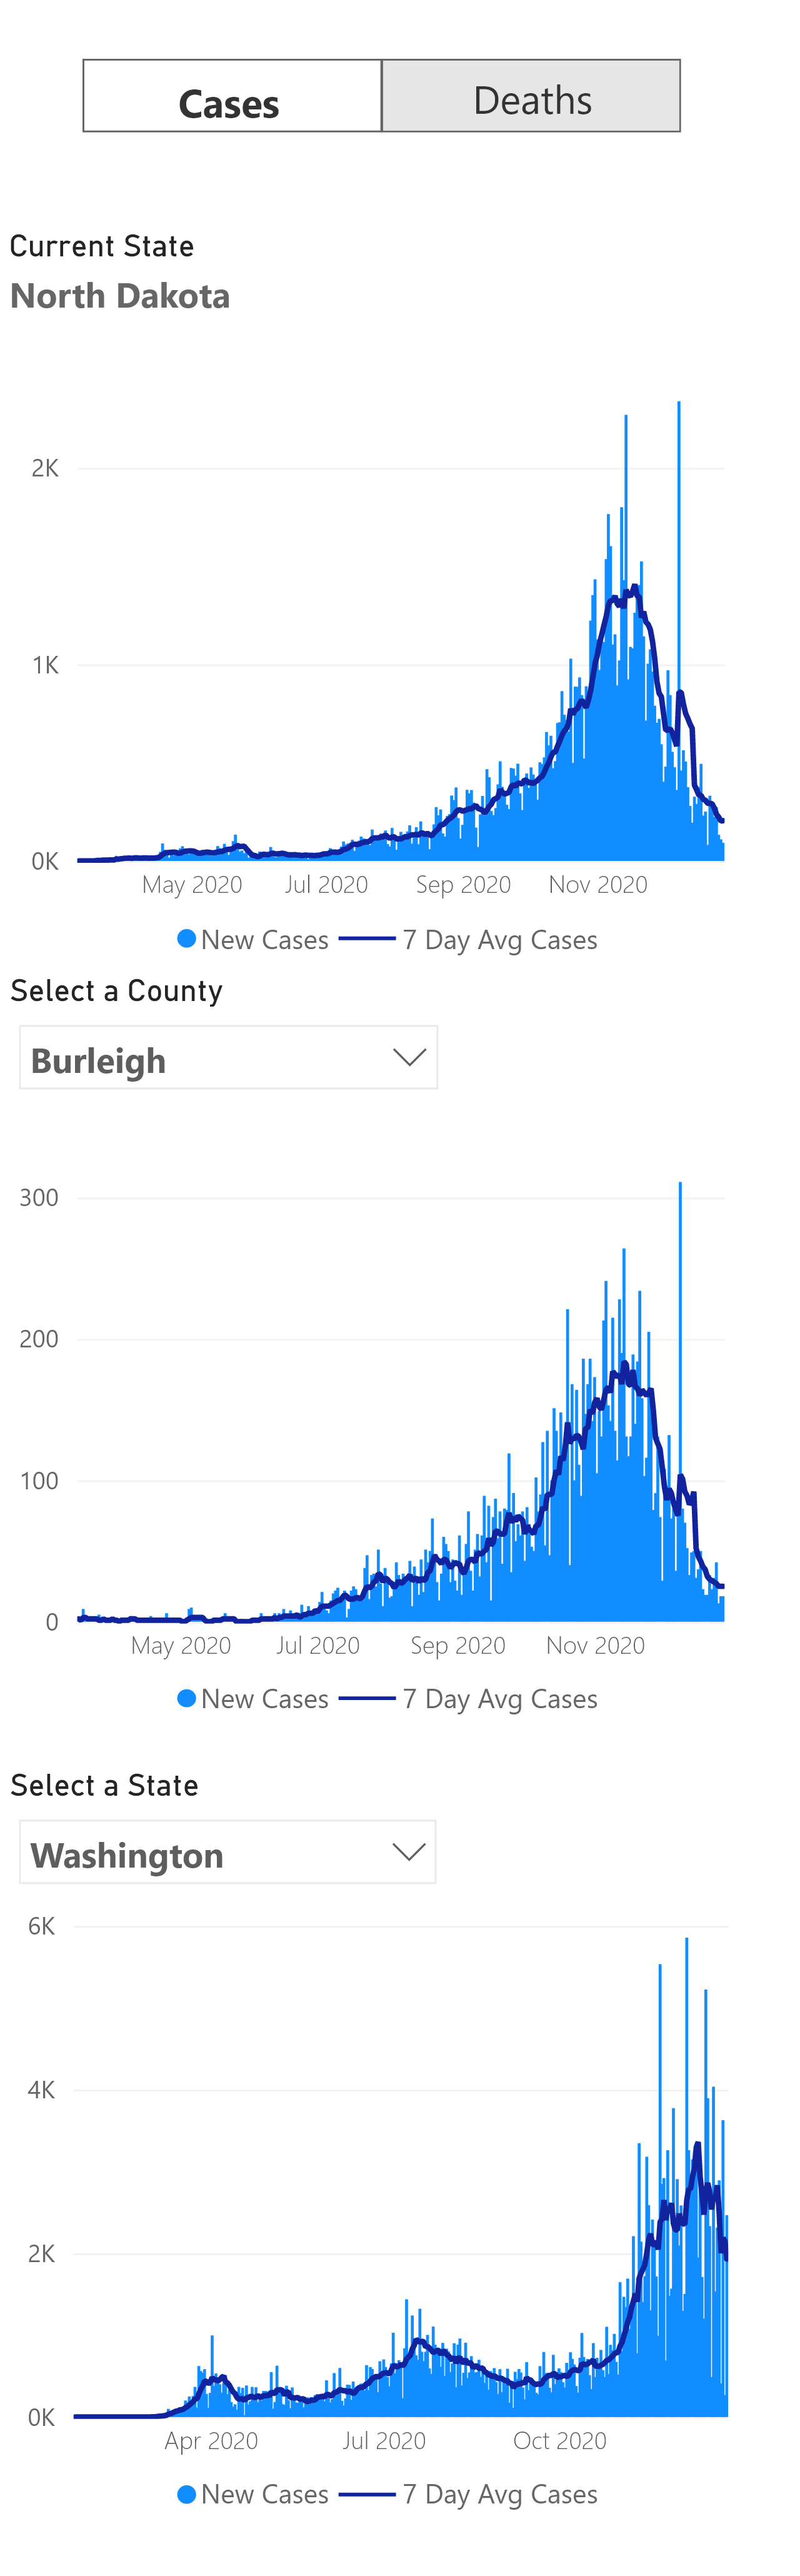 Cases Deaths
Current State
North Dakota
2K
1K
0K
May 2020 Jul 2020 Sep 2020 Nov 2020
New Cases 7 Day Avg Cases
Select a County
Burleigh
300
200
100
0
May 2020 Jul 2020 Sep 2020 Nov 2020
New Cases 7 Day Avg Cases
Select a State
Washington
6K
4K
2K
0K
Apr 2020 Jul 2020 Oct 2020
New Cases 7 Day Avg Cases